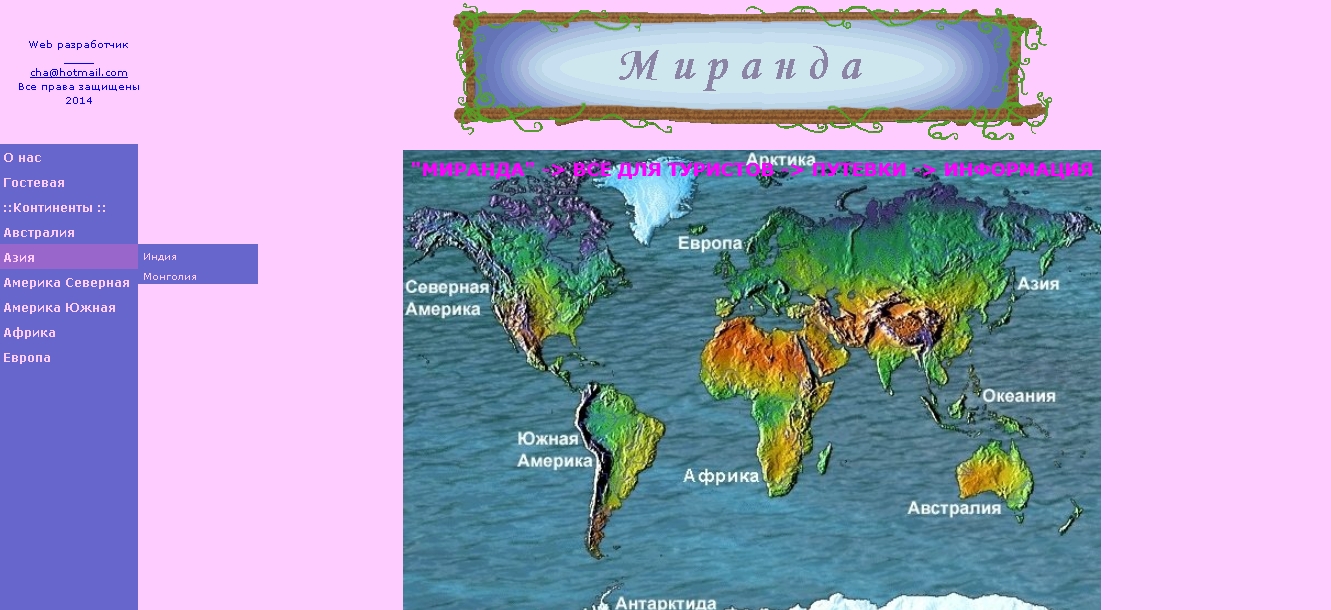 Web разработчик
cha@hotmail.com
Все права защищены
2014
Миранда
О нас
Гостевая
::Континенты ::
Австралия
Азия
Америка Северная
Америка Южная
Африка
Европа
Индия
Монголия
"МИРАНДА" -> ВСЕ ДЛЯ ТУРИСТОВ -> ПУТЕВКИ -> ИНФОРМАЦИЯ
Арктика
Европа
Северная
Америка
Азия
Океания
Южная
Америка
Африка
Австралия
Антарктида